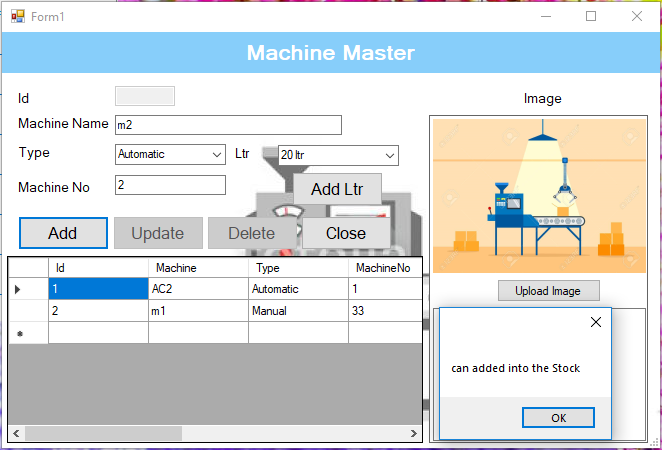 Form1
Machine Master
Id
Image
Machine Name m2
Type Automatic Ltr 20 ltr
Machine No 2
Add Ltr
Add Update Delete Close
Id Machine Type MachineNo
1 AC2 Automatic 1
2 m1 Manual 33
Upload Image
can added into the Stock
OK